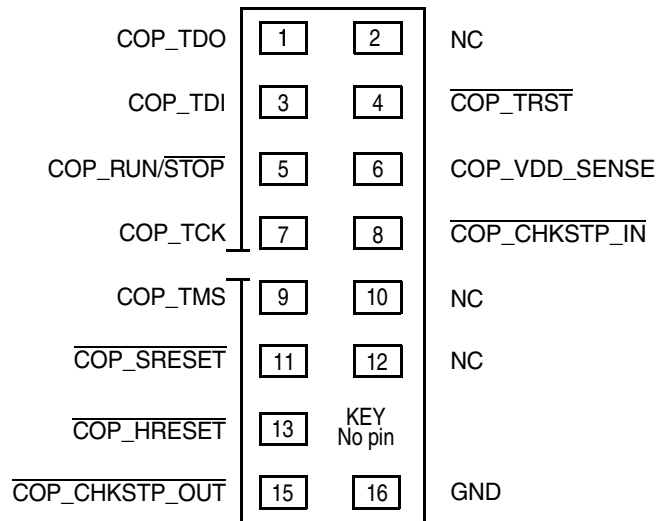 COP_TDO 1 2 NC
COP_TDI 3 4 COP_TRST
COP_RUN/STOP 5 6 COP_VDD_SENSE
COP_TCK 7 8 COP_CHKSTP_IN
COP_TMS 9 10 NC
COP_SRESET 11 12 NC
COP_HRESET 13 KEY
No pin
COP_CHKSTP_OUT 15 16 GND